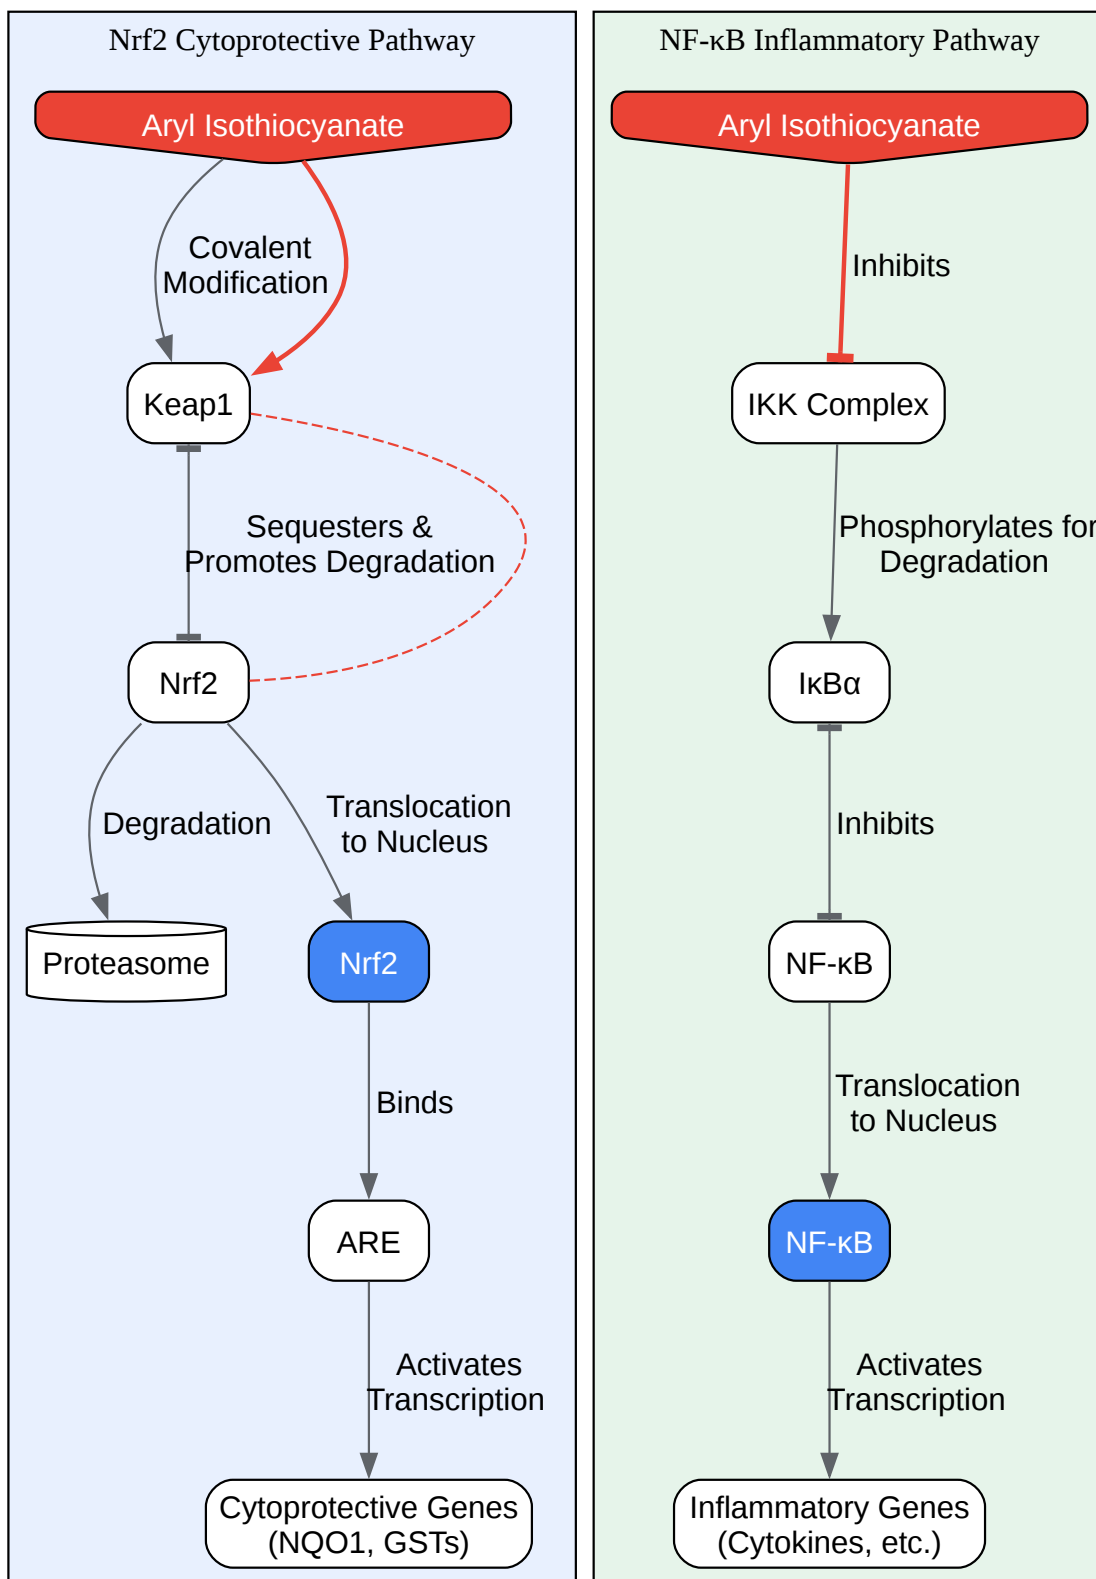 Nrf2 Cytoprotective Pathway
Aryl Isothiocyanate
Covalent
Modification
Keap1
Sequesters &
Promotes Degradation
Nrf2
Degradation
Translocation
to Nucleus
Proteasome
Nrf2
Binds
ARE
Activates
Transcription
Cytoprotective Genes
(NQO1, GSTs)
NF-κB Inflammatory Pathway
Aryl Isothiocyanate
Inhibits
IKK Complex
Phosphorylates for
Degradation
IκBα
Inhibits
NF-κB
Translocation
to Nucleus
NF-κB
Activates
Transcription
Inflammatory Genes
(Cytokines, etc.)